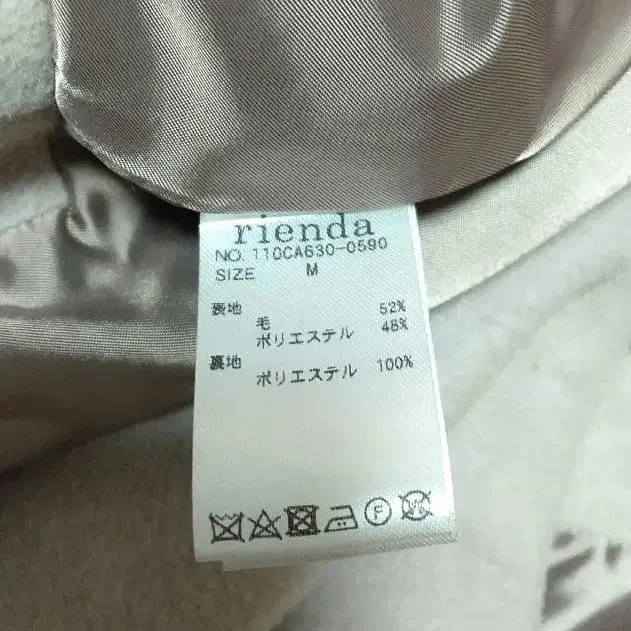 rienda
NO. 110CA630-0590
SIZE M
表地
毛 52%
ポリエステル 48%
裏地
ポリエステル 100%
F
W